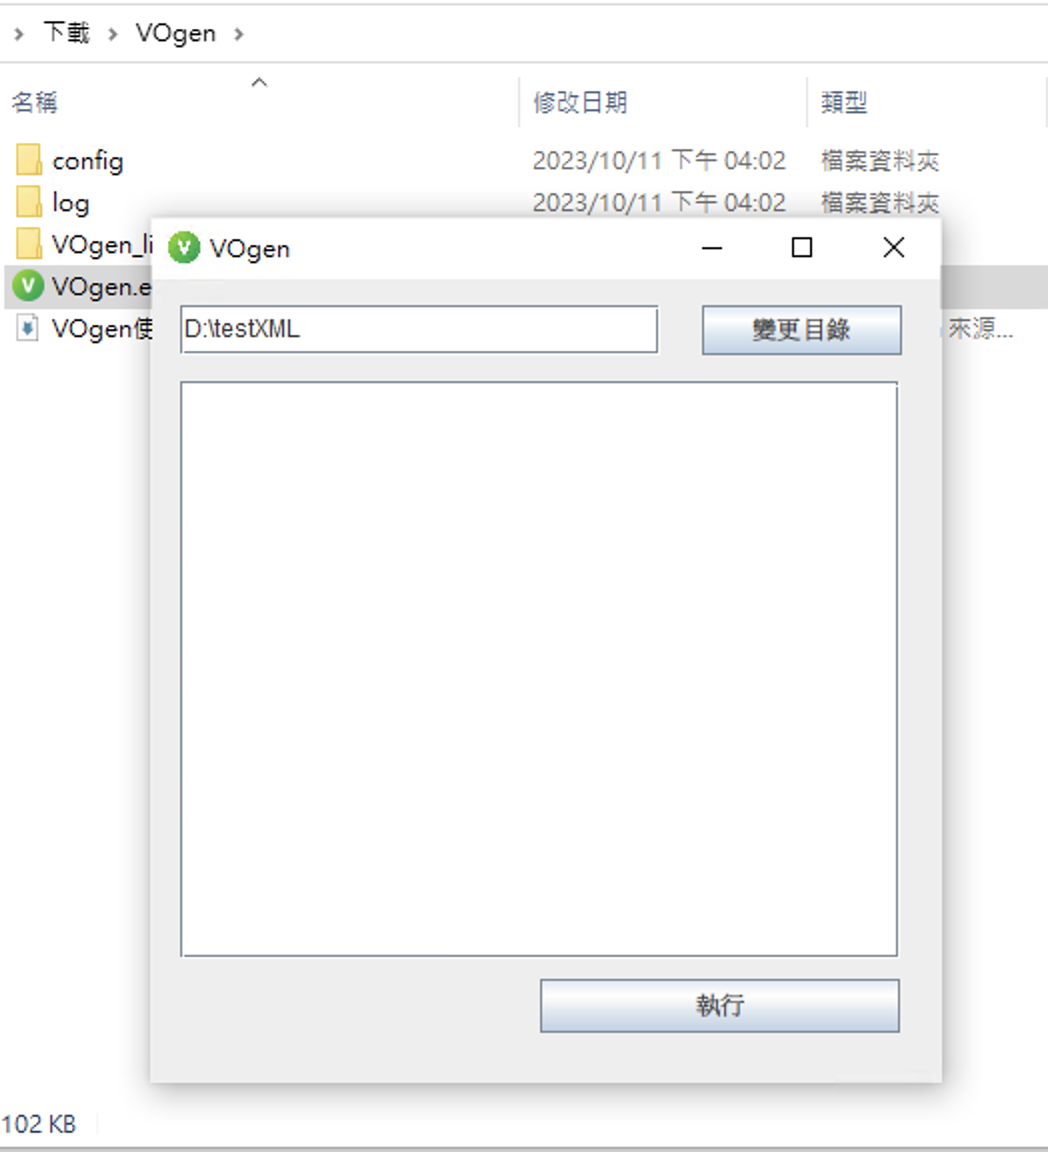 下載 VOgen
名稱 修改日期 類型
config 2023/10/11 下午 04:02 檔案資料夾
log 2023/10/11 下午 04:02 檔案資料夾
VOgen_li
VOgen
VOgen.e
D:\testXML 變更目錄
VOgen使 來源...
執行
102 KB